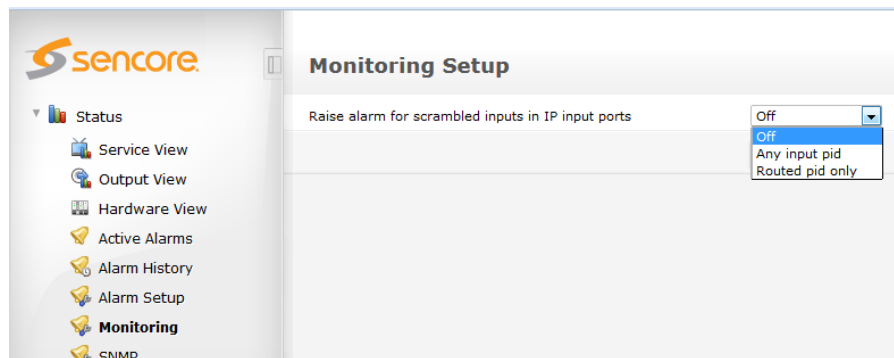 sencore
Monitoring Setup
Status
Service View
Output View
Hardware View
Active Alarms
Alarm History
Alarm Setup
Monitoring
SNMP
Raise alarm for scrambled inputs in IP input ports
Off
Off
Any input pid
Routed pid only